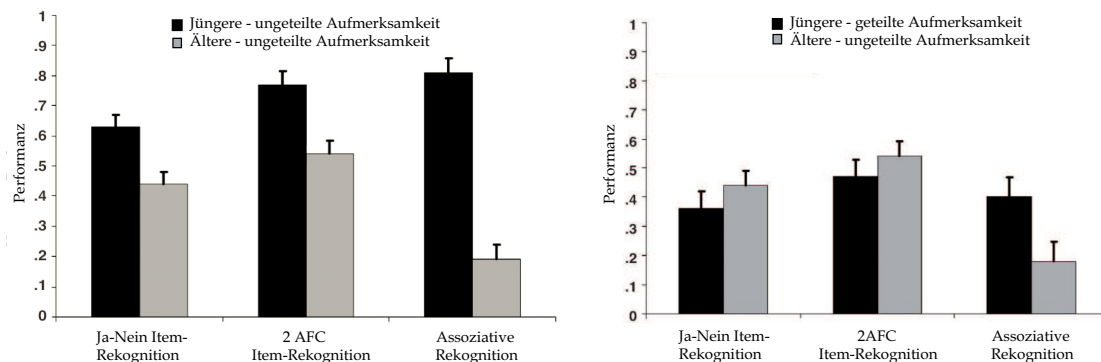 Jüngere - ungeteilte Aufmerksamkeit
Ältere - ungeteilte Aufmerksamkeit
Performanz
1
.9
.8
.7
.6
.5
.4
.3
.2
.1
0
Ja-Nein Item-
Rekognition
2 AFC
Item-Rekognition
Assoziative
Rekognition
Jüngere - geteilte Aufmerksamkeit
Ältere - ungeteilte Aufmerksamkeit
Performanz
1
.9
.8
.7
.6
.5
.4
.3
.2
.1
0
Ja-Nein Item-
Rekognition
2AFC
Item-Rekognition
Assoziative
Rekognition